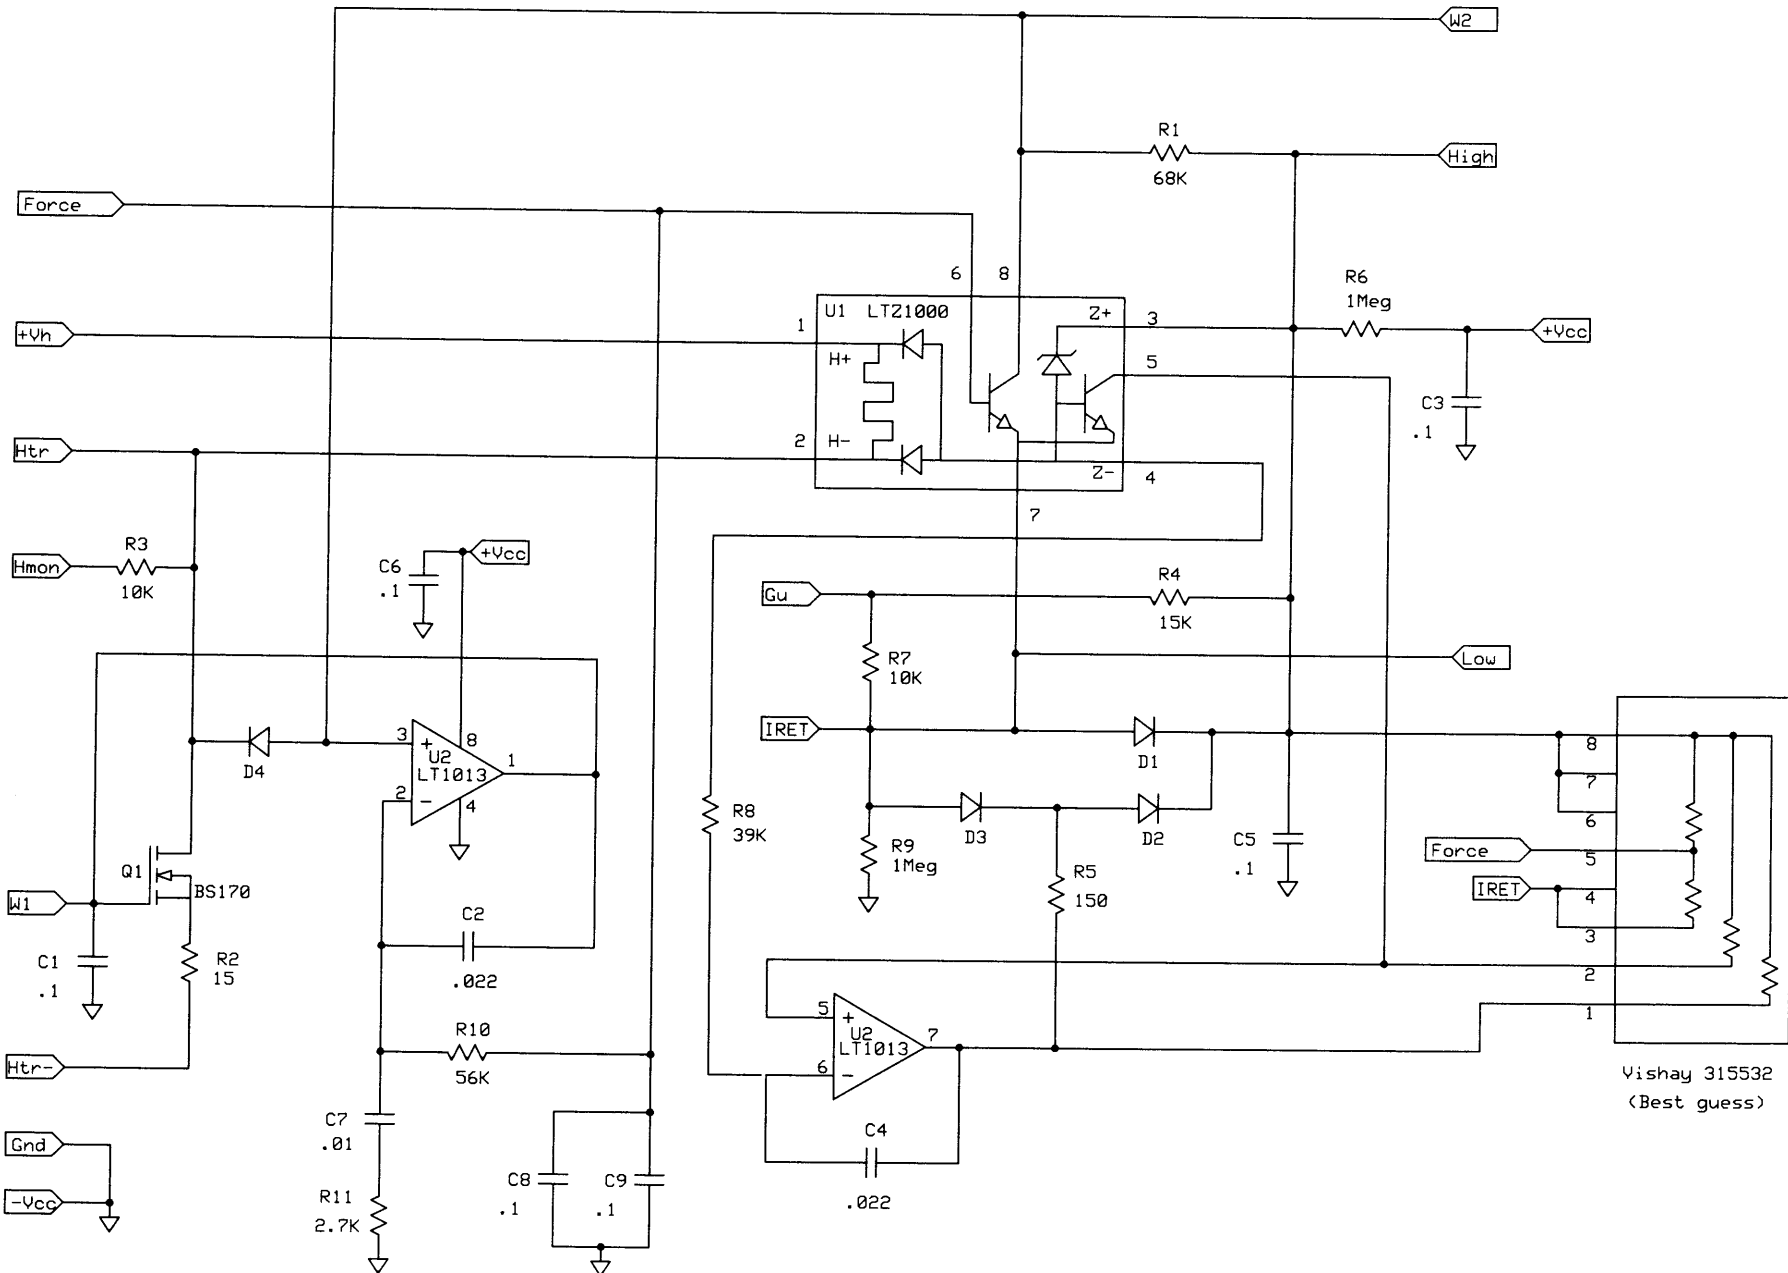 W2
R1
68K
High
Force
6 8
R6
1Meg
U1 LTZ1000
Z+
3
+Vcc
1
H+
+Vh
5
C3
.1
2
H-
Htr
Z-
4
7
R3
Hmon
10K
C6
.1
+Vcc
Gu
R4
15K
R7
10K
Low
IRET
3
+
8
U2
LT1013
1
D4
2
-
4
D1
8
7
6
R8
39K
D3
D2
R9
1Meg
C5
.1
Force
5
Q1
BS170
R5
150
IRET
4
3
W1
C2
.022
C1
.1
R2
15
2
5
+
U2
LT1013
7
6
-
1
R10
56K
Htr-
Vishay 315532
(Best guess)
C7
.01
C4
.022
Gnd
C8
.1
C9
.1
-Vcc
R11
2.7K